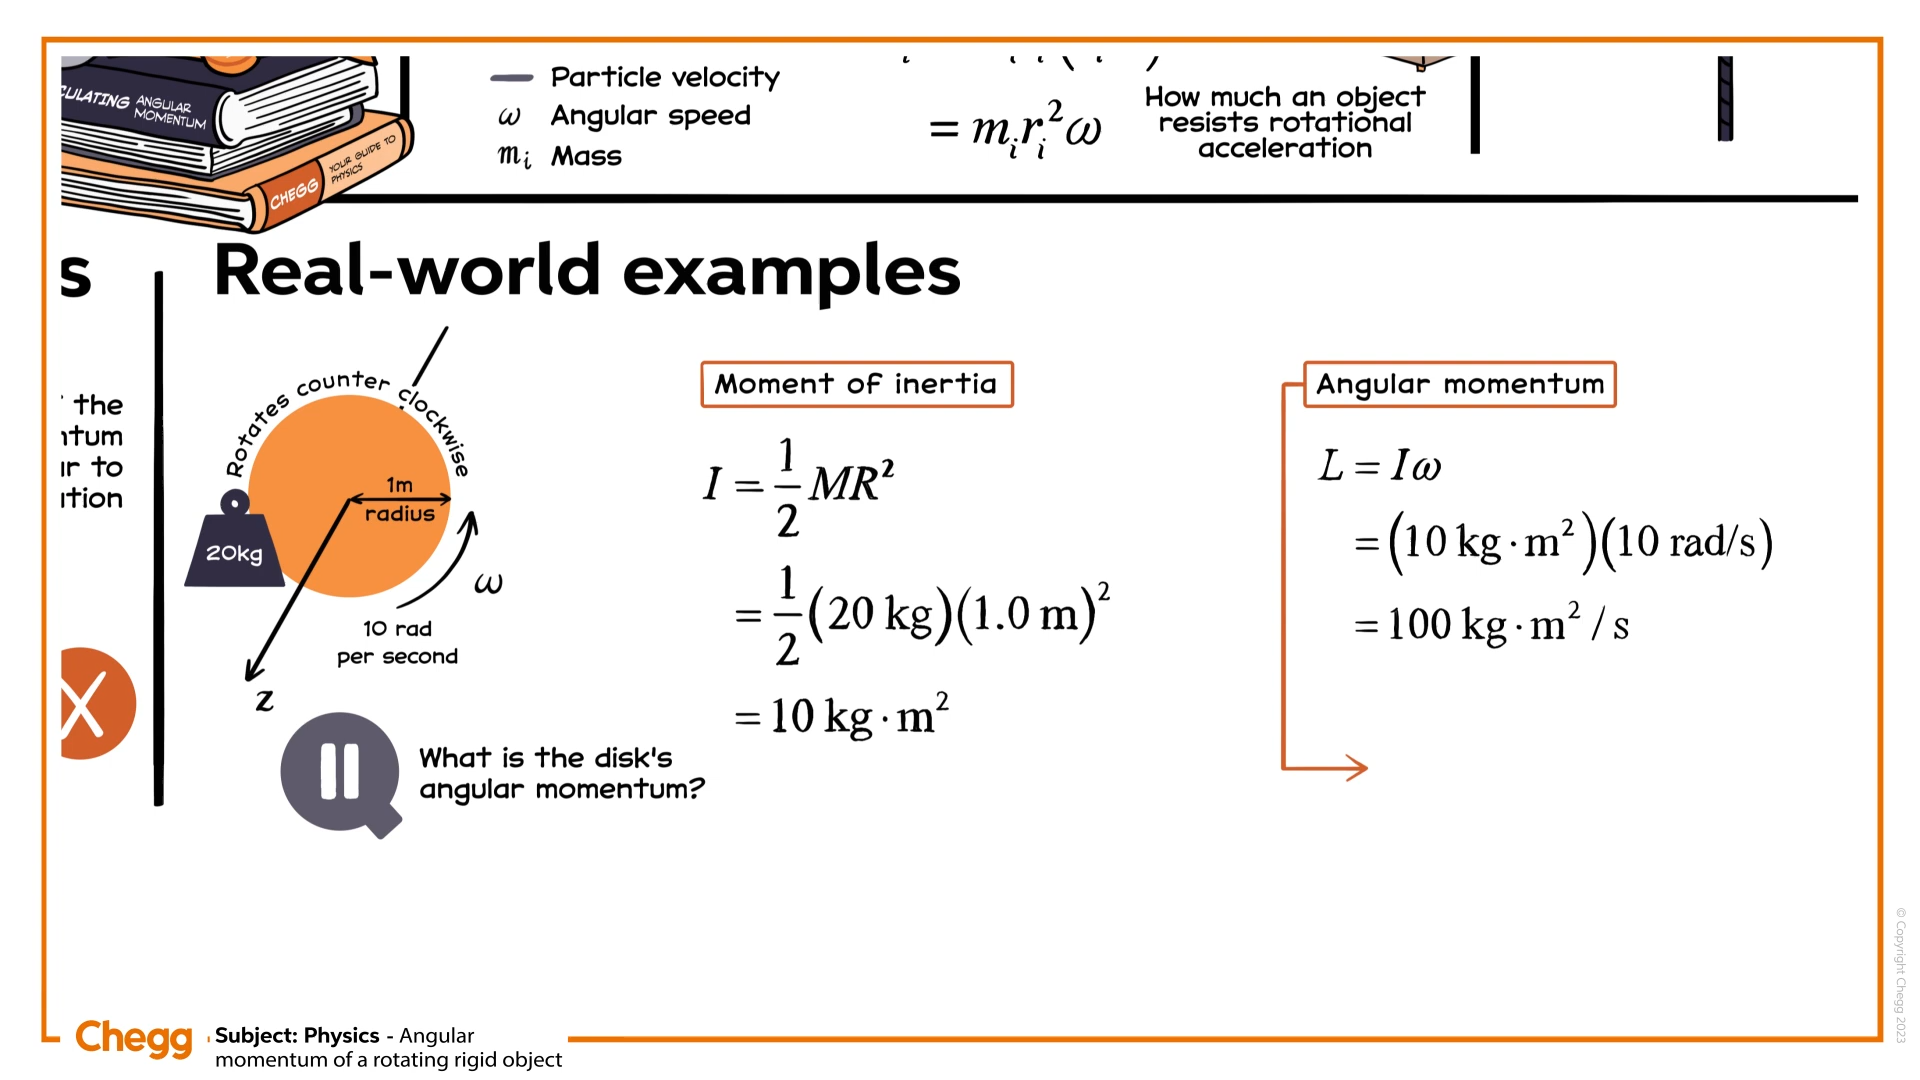 CULATING ANGULAR
MOMENTUM
CHEGG YOUR GUIDE TO
PHYSICS
Particle velocity
ω Angular speed
mᵢ Mass
= mᵢrᵢ²ω
How much an object
resists rotational
acceleration
s
the
ntum
ar to
tion
X
Real-world examples
Rotates counter clockwise
1m
radius
20kg
ω
10 rad
per second
z
What is the disk's
angular momentum?
Moment of inertia
I = 1/2 MR²
= 1/2 (20 kg)(1.0 m)²
= 10 kg · m²
Angular momentum
L = Iω
= (10 kg · m²)(10 rad/s)
= 100 kg · m² / s
Chegg
Subject: Physics - Angular
momentum of a rotating rigid object
© Copyright Chegg 2023